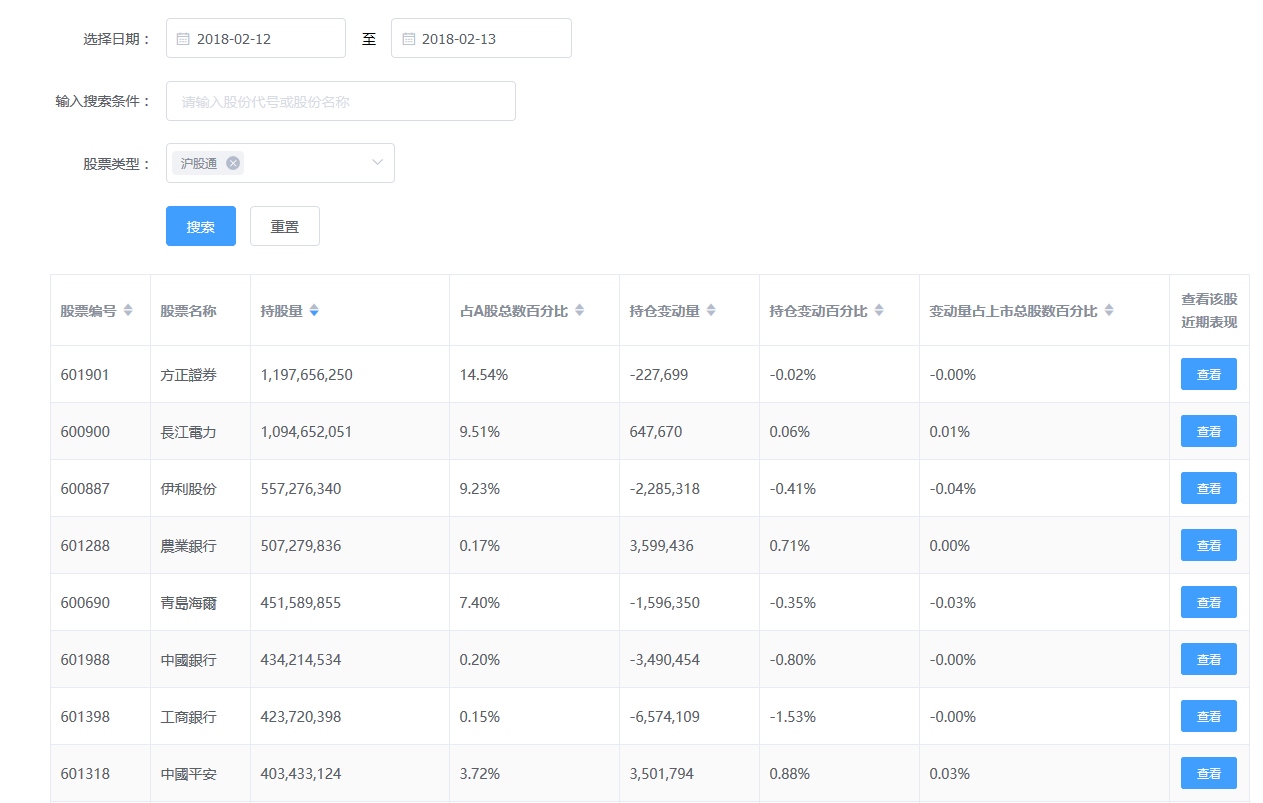 选择日期： 2018-02-12 至 2018-02-13
输入搜索条件： 请输入股份代号或股份名称
股票类型： 沪股通
搜索 重置
股票编号 股票名称 持股量 占A股总数百分比 持仓变动量 持仓变动百分比 变动量占上市总股数百分比 查看该股
近期表现
601901 方正證券 1,197,656,250 14.54% -227,699 -0.02% -0.00% 查看
600900 長江電力 1,094,652,051 9.51% 647,670 0.06% 0.01% 查看
600887 伊利股份 557,276,340 9.23% -2,285,318 -0.41% -0.04% 查看
601288 農業銀行 507,279,836 0.17% 3,599,436 0.71% 0.00% 查看
600690 青島海爾 451,589,855 7.40% -1,596,350 -0.35% -0.03% 查看
601988 中國銀行 434,214,534 0.20% -3,490,454 -0.80% -0.00% 查看
601398 工商銀行 423,720,398 0.15% -6,574,109 -1.53% -0.00% 查看
601318 中國平安 403,433,124 3.72% 3,501,794 0.88% 0.03% 查看